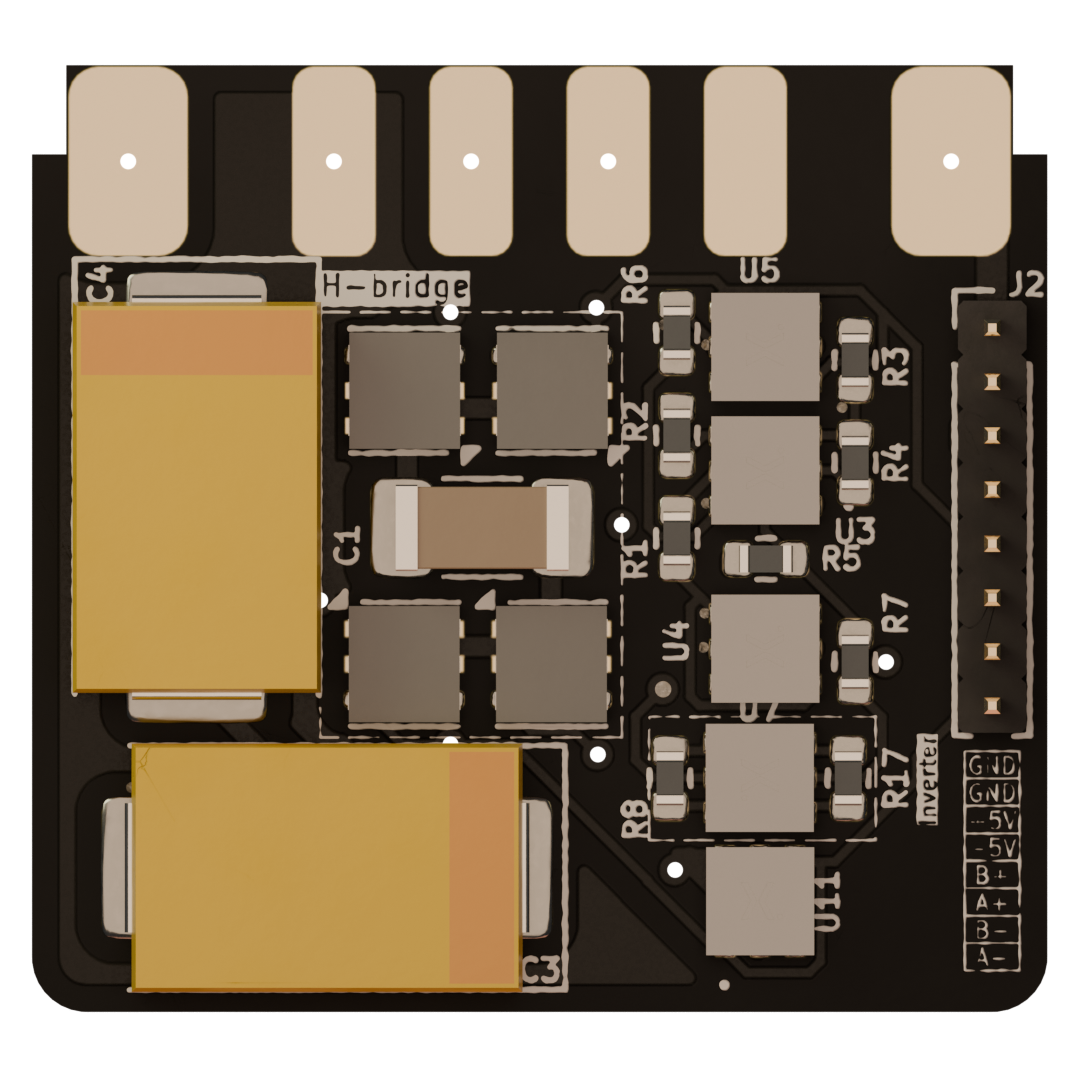 C4
H-bridge
R6
U5
J2
R3
R2
R4
C1
R1
U3
R5
R7
U4
U7
R17
Inverter
R8
GND
GND
-5V
-5V
B+
A+
B-
A-
U11
C3